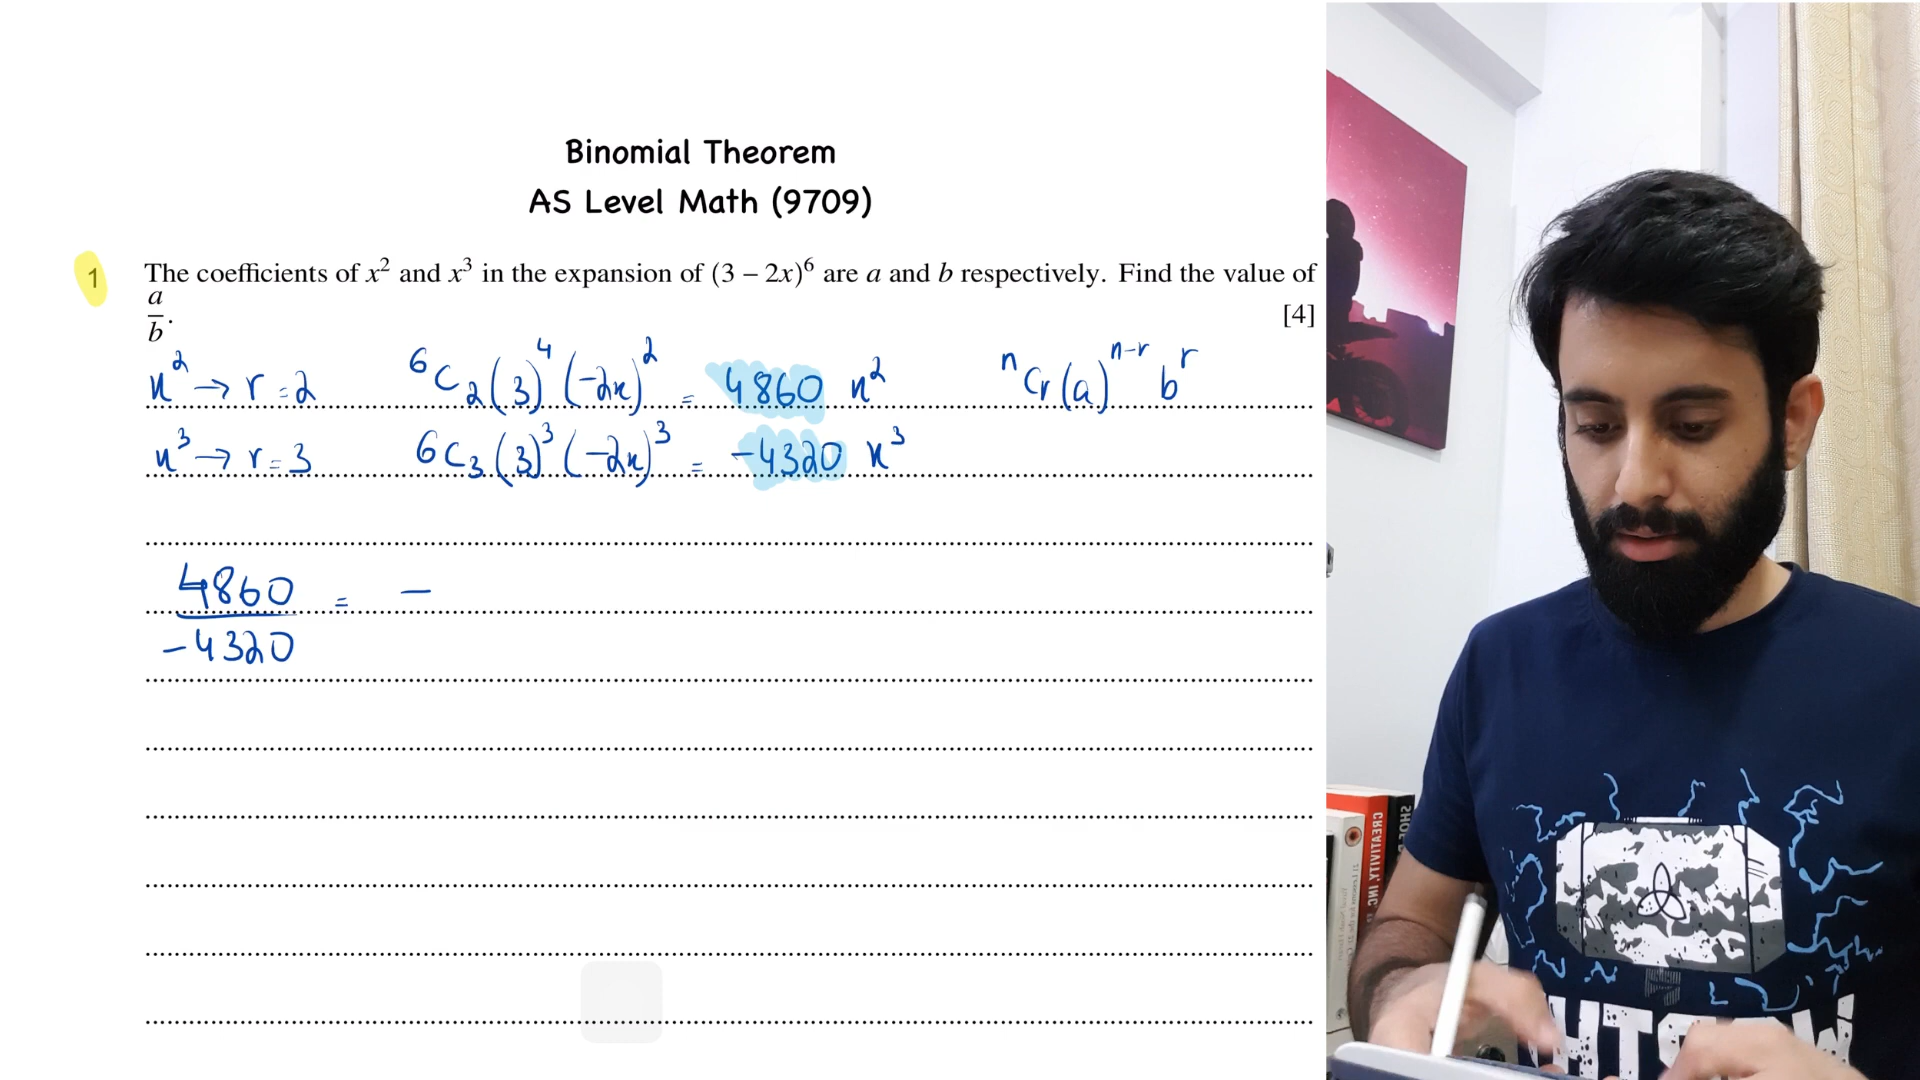 Binomial Theorem
AS Level Math (9709)
1 The coefficients of x² and x³ in the expansion of (3 − 2x)⁶ are a and b respectively. Find the value of
a/b. [4]
x² → r = 2 ⁶C₂(3)⁴(−2x)² = 4860 x² ⁿCr(a)ⁿ⁻ʳ bʳ
x³ → r = 3 6C₃(3)³(−2x)³ = −4320 x³
4860/−4320 = −
CREATIVITY, INC